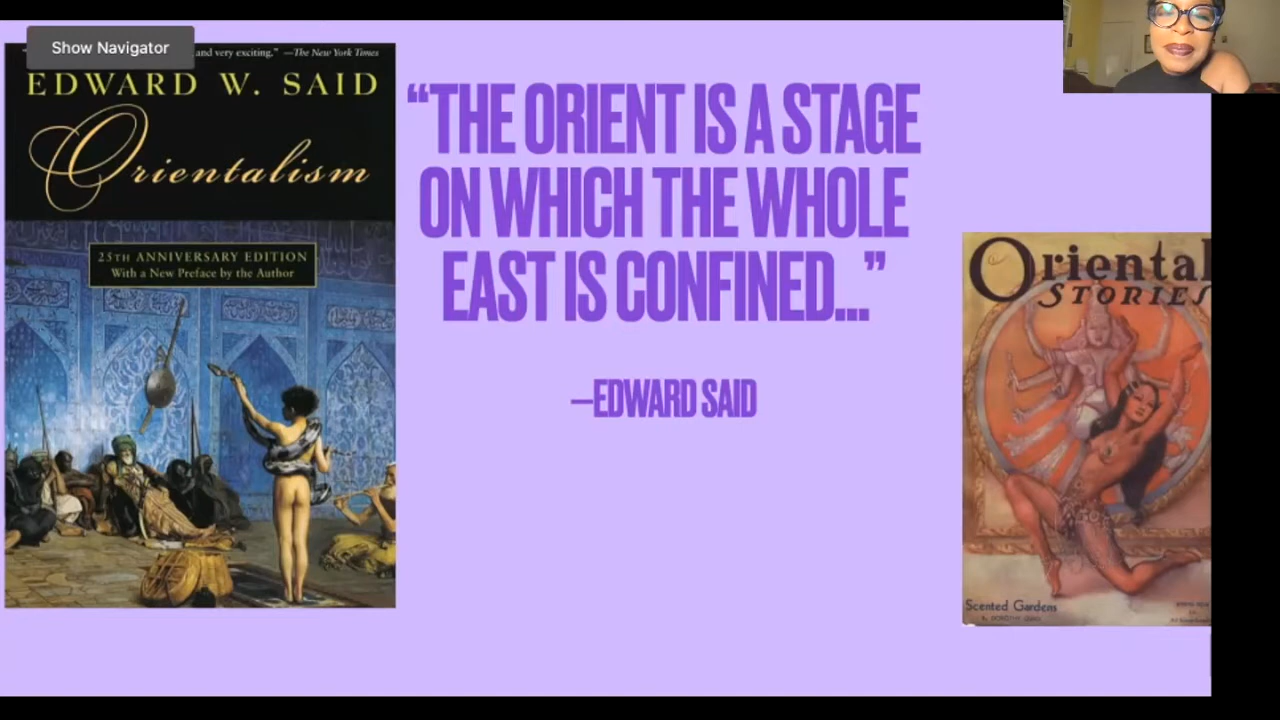 Show Navigator
and very exciting." —The New York Times
EDWARD W. SAID
Orientalism
25TH ANNIVERSARY EDITION
With a New Preface by the Author
“THE ORIENT IS A STAGE
ON WHICH THE WHOLE
EAST IS CONFINED...”
—EDWARD SAID
Oriental
STORIES
Scented Gardens